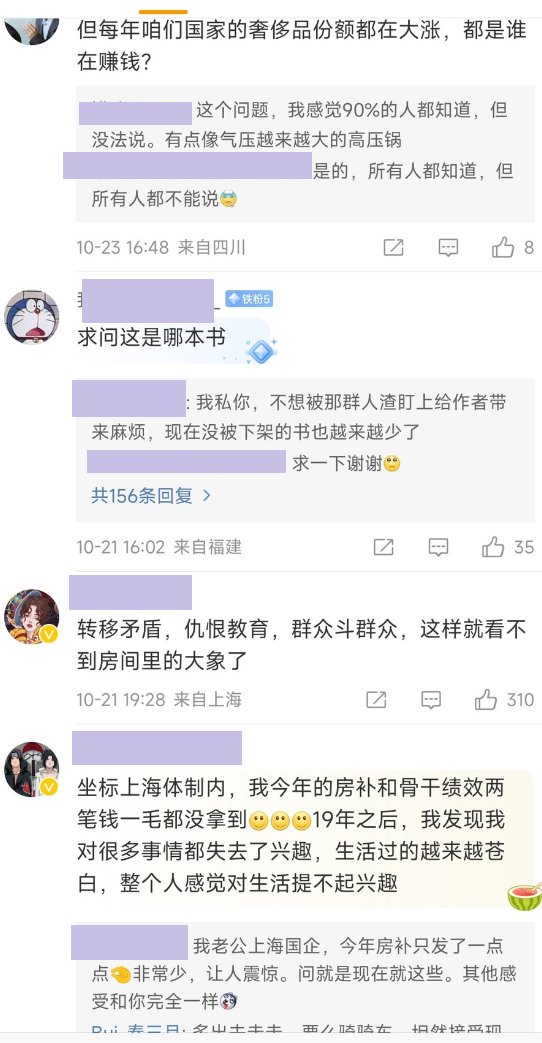 但每年咱们国家的奢侈品份额都在大涨，都是谁
在赚钱？
这个问题，我感觉90%的人都知道，但
没法说。有点像气压越来越大的高压锅
是的，所有人都知道，但
所有人都不能说
10-23 16:48 来自四川
8
铁粉5
求问这是哪本书
: 我私你，不想被那群人渣盯上给作者带
来麻烦，现在没被下架的书也越来越少了
求一下谢谢
共156条回复 >
10-21 16:02 来自福建
35
转移矛盾，仇恨教育，群众斗群众，这样就看不
到房间里的大象了
10-21 19:28 来自上海
310
坐标上海体制内，我今年的房补和骨干绩效两
笔钱一毛都没拿到19年之后，我发现我
对很多事情都失去了兴趣，生活过的越来越苍
白，整个人感觉对生活提不起兴趣
我老公上海国企，今年房补只发了一点
点非常少，让人震惊。问就是现在就这些。其他感
受和你完全一样